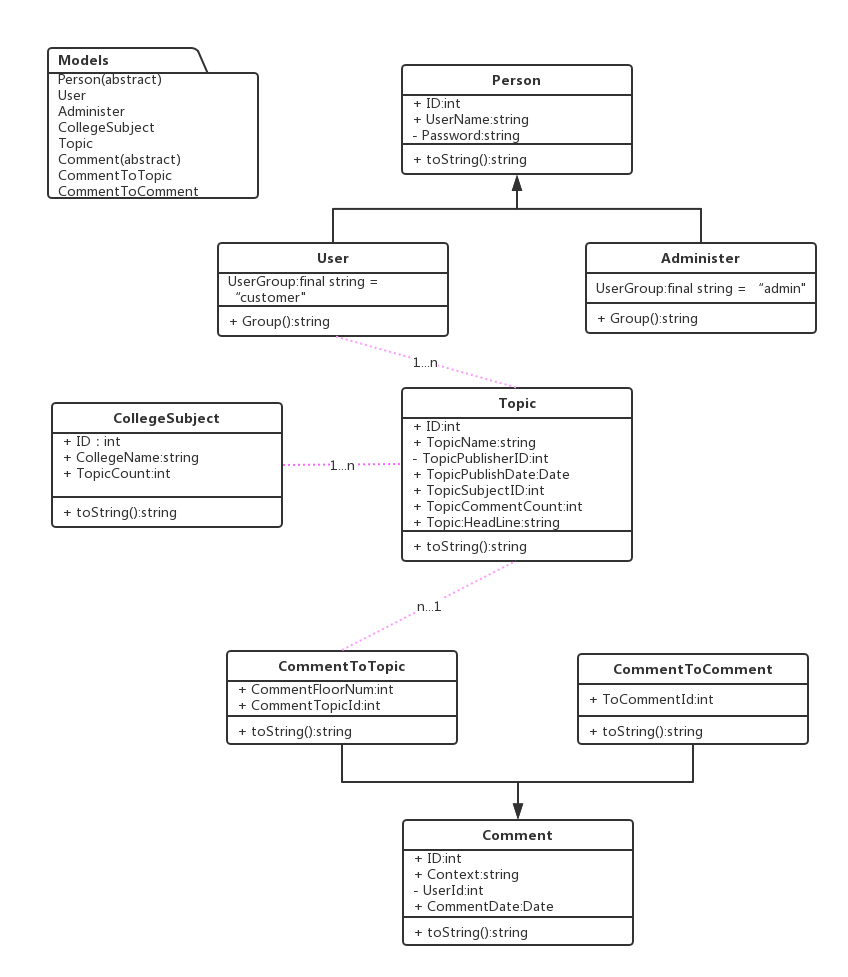 Models
Person(abstract)
User
Administer
CollegeSubject
Topic
Comment(abstract)
CommentToTopic
CommentToComment
Person
+ ID:int
+ UserName:string
- Password:string
+ toString():string
User
UserGroup:final string =
“customer"
+ Group():string
Administer
UserGroup:final string = “admin"
+ Group():string
1...n
CollegeSubject
+ ID：int
+ CollegeName:string
+ TopicCount:int
+ toString():string
1...n
Topic
+ ID:int
+ TopicName:string
- TopicPublisherID:int
+ TopicPublishDate:Date
+ TopicSubjectID:int
+ TopicCommentCount:int
+ Topic:HeadLine:string
+ toString():string
n...1
CommentToTopic
+ CommentFloorNum:int
+ CommentTopicId:int
+ toString():string
CommentToComment
+ ToCommentId:int
+ toString():string
Comment
+ ID:int
+ Context:string
- UserId:int
+ CommentDate:Date
+ toString():string